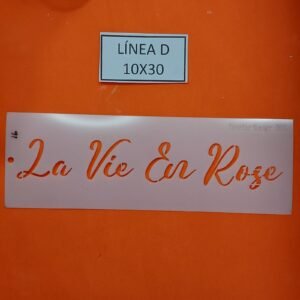 LÍNEA D
10X30
La Vie En Rose